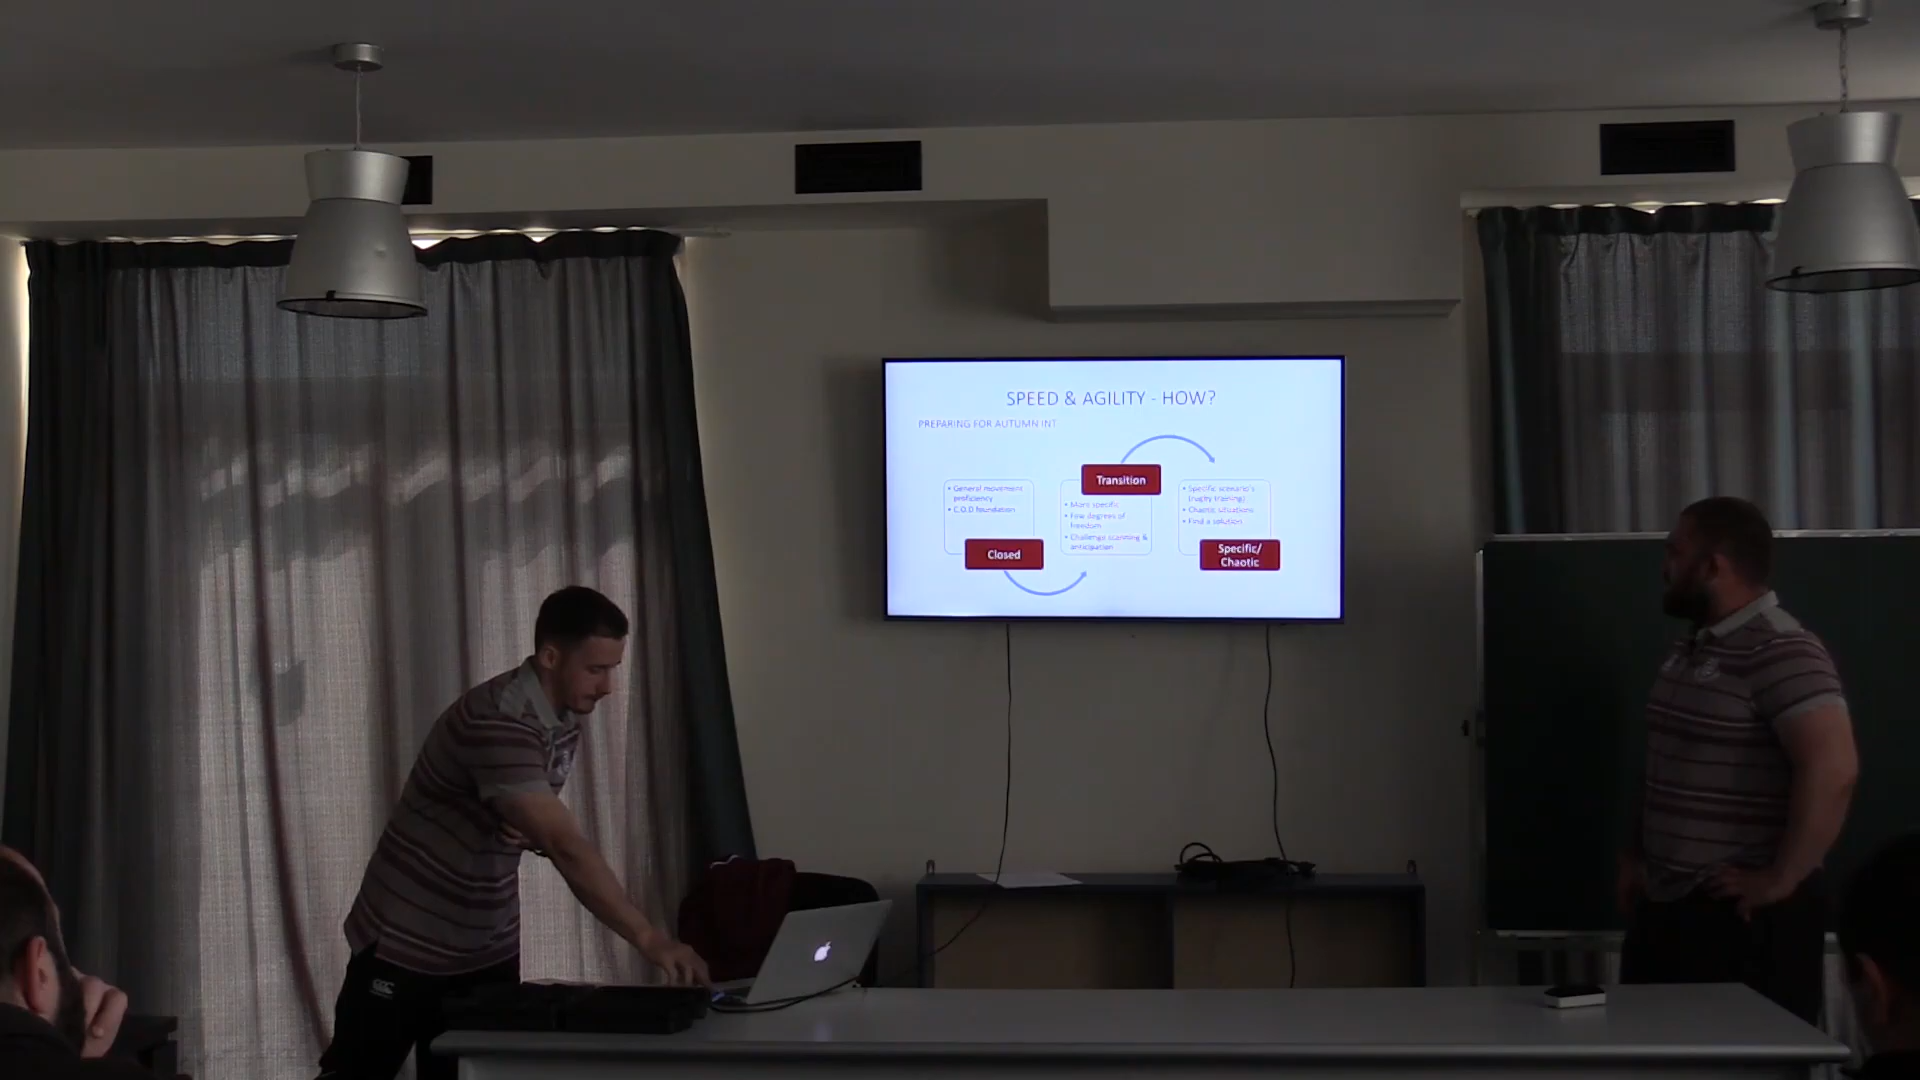 SPEED & AGILITY - HOW?
PREPARING FOR AUTUMN INT
• General movement
proficiency
• C.O.D foundation
Closed
Transition
• More specific
• Few degrees of
freedom
• Challenge scanning &
anticipation
• Specific scenario's
(rugby training)
• Chaotic situations
• Find a solution
Specific/
Chaotic
CCC